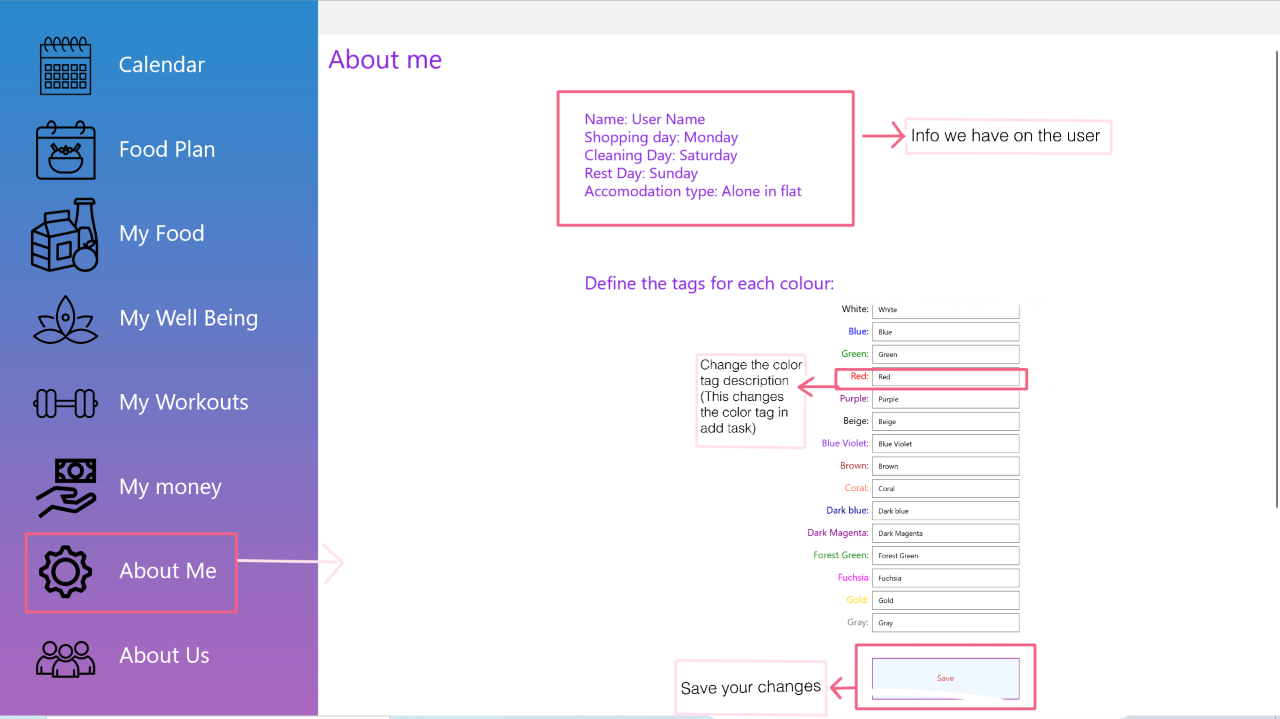 Calendar
Food Plan
My Food
My Well Being
My Workouts
My money
About Me
About Us
About me
Name: User Name
Shopping day: Monday
Cleaning Day: Saturday
Rest Day: Sunday
Accomodation type: Alone in flat
Info we have on the user
Define the tags for each colour:
White: White
Blue: Blue
Green: Green
Red: Red
Purple: Purple
Beige: Beige
Blue Violet: Blue Violet
Brown: Brown
Coral: Coral
Dark blue: Dark blue
Dark Magenta: Dark Magenta
Forest Green: Forest Green
Fuchsia Fuchsia
Gold: Gold
Gray: Gray
Change the color
tag description
(This changes
the color tag in
add task)
Save
Save your changes